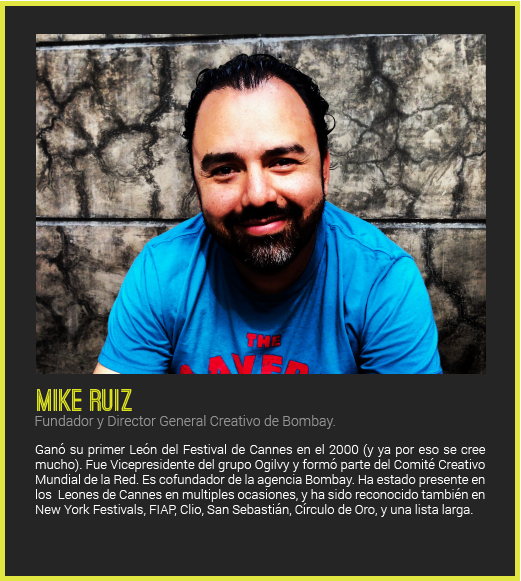 THE
MIKE RUIZ
Fundador y Director General Creativo de Bombay.
Ganó su primer León del Festival de Cannes en el 2000 (y ya por eso se cree
mucho). Fue Vicepresidente del grupo Ogilvy y formó parte del Comité Creativo
Mundial de la Red. Es cofundador de la agencia Bombay. Ha estado presente en
los Leones de Cannes en multiples ocasiones, y ha sido reconocido también en
New York Festivals, FIAP, Clio, San Sebastián, Círculo de Oro, y una lista larga.